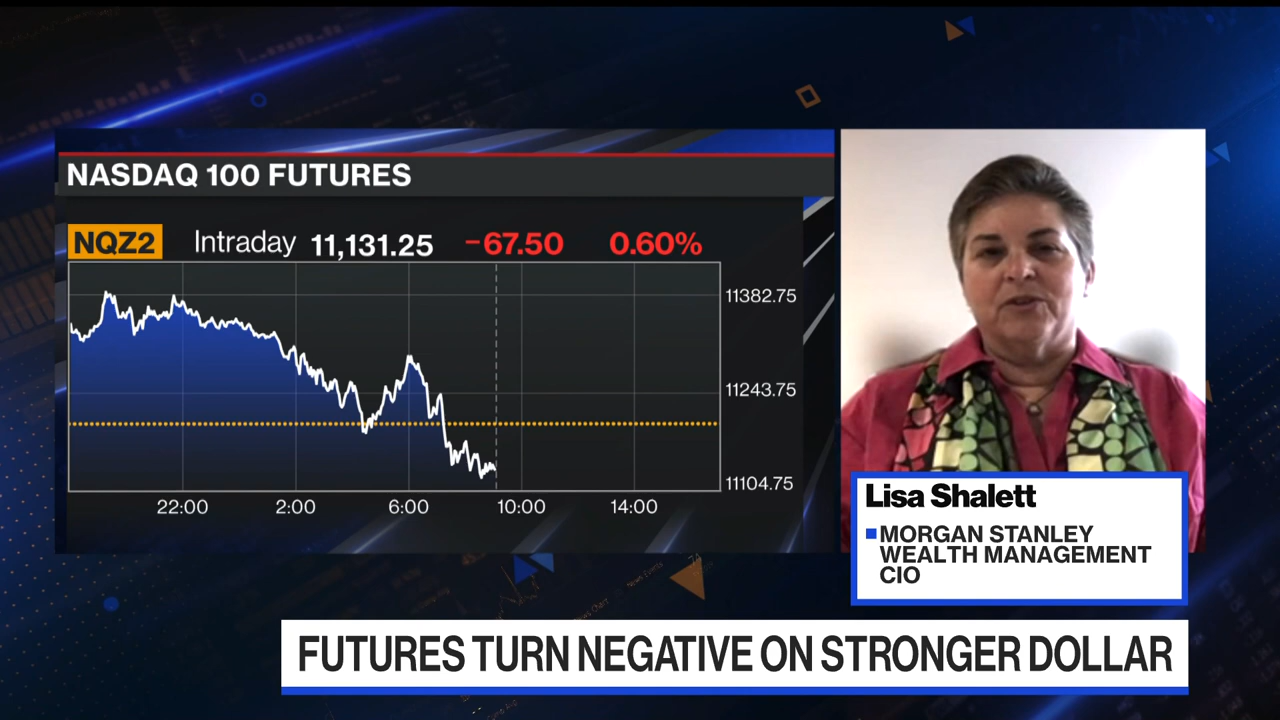 NASDAQ 100 FUTURES
NQZ2 Intraday 11,131.25 −67.50 0.60%
11382.75
11243.75
11104.75
22:00 2:00 6:00 10:00 14:00
Lisa Shalett
MORGAN STANLEY
WEALTH MANAGEMENT
CIO
FUTURES TURN NEGATIVE ON STRONGER DOLLAR